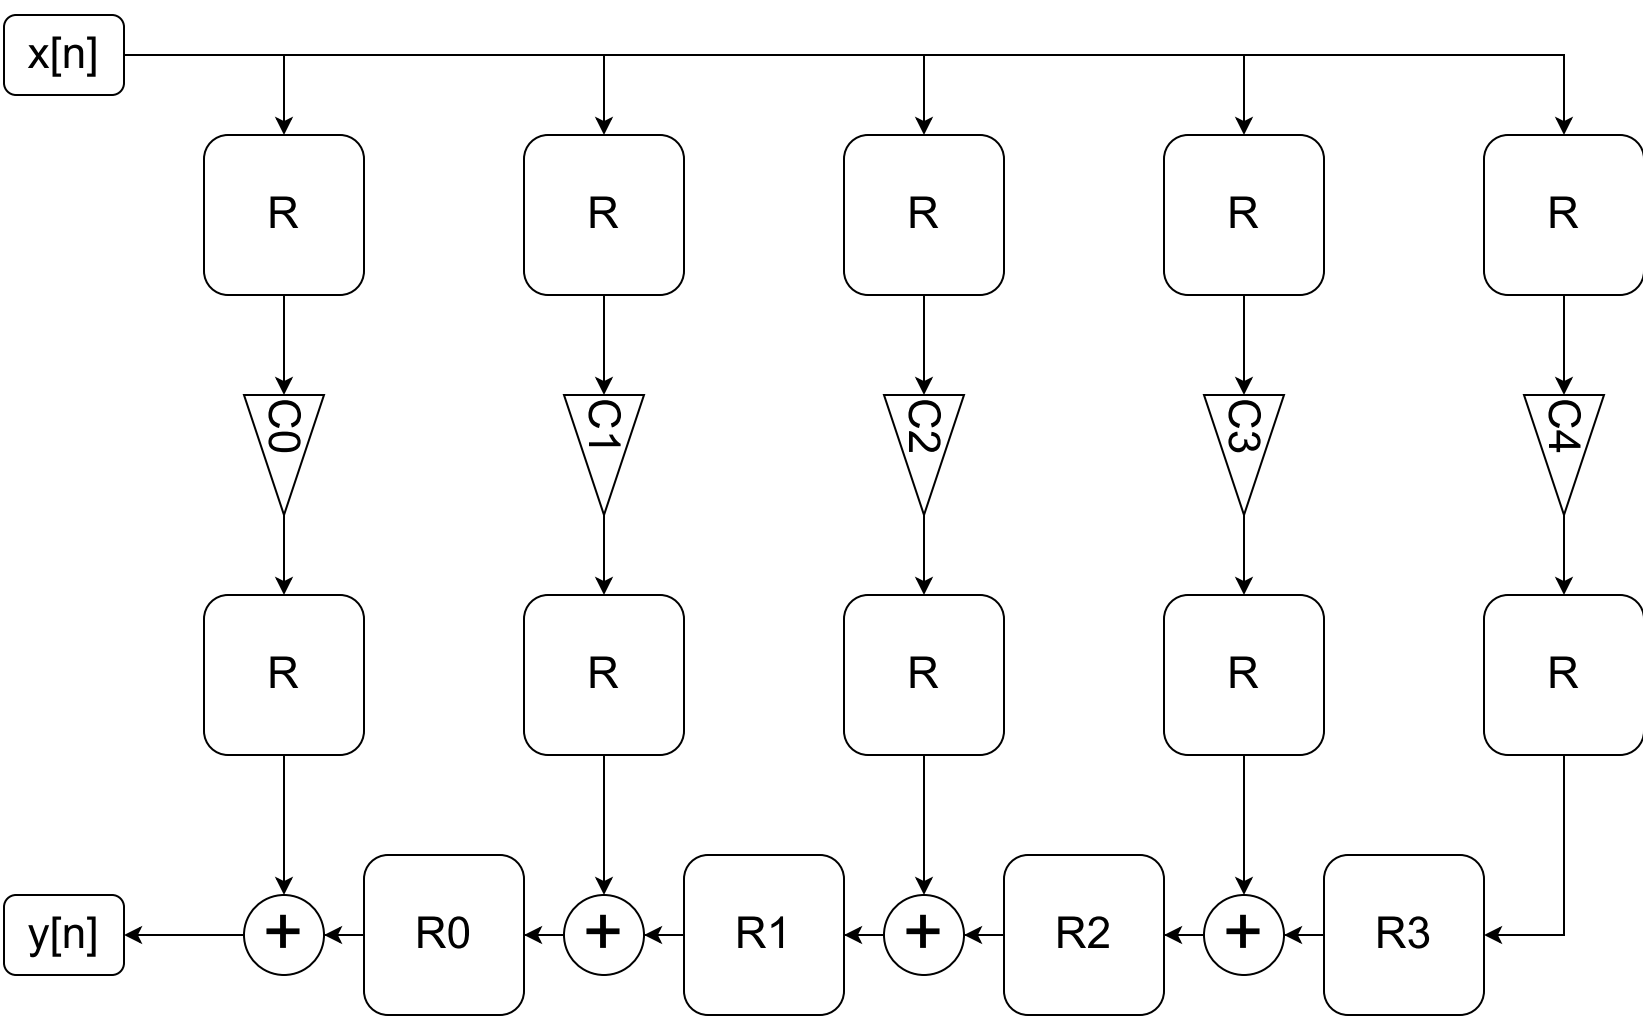 x[n]
R R R R R
C0 C1 C2 C3 C4
R R R R R
y[n] + R0 + R1 + R2 + R3